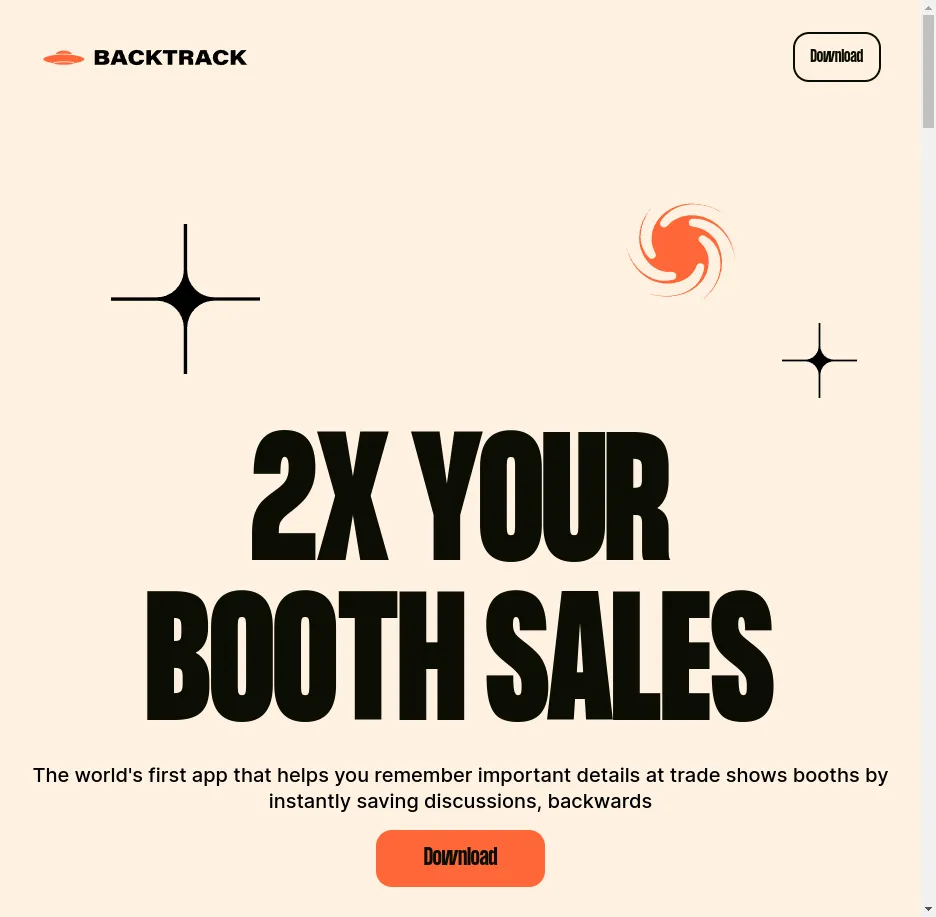 BACKTRACK
Download
2X YOUR
BOOTH SALES
The world's first app that helps you remember important details at trade shows booths by
instantly saving discussions, backwards
Download